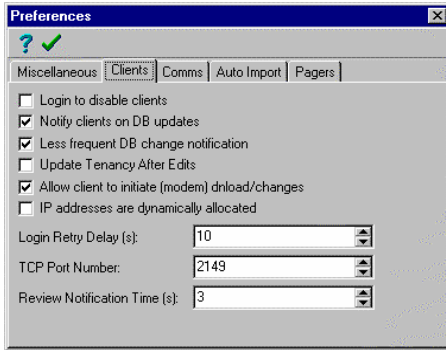 Preferences
?
Miscellaneous Clients Comms Auto Import Pagers
Login to disable clients
Notify clients on DB updates
Less frequent DB change notification
Update Tenancy After Edits
Allow client to initiate (modem) dnload/changes
IP addresses are dynamically allocated
Login Retry Delay (s): 10
TCP Port Number: 2149
Review Notification Time (s): 3